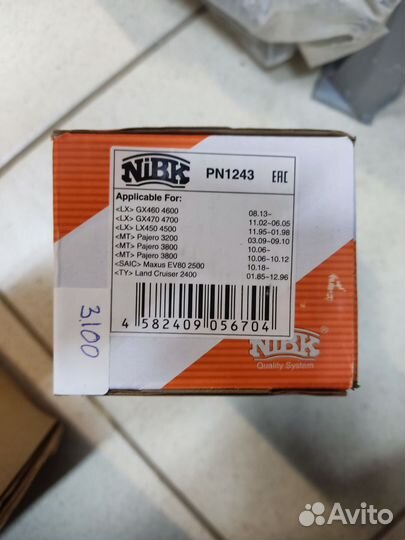 NiBK
PN1243
EAC
Applicable For:
<LX> GX460 4600 08.13-
<LX> GX470 4700 11.02-06.05
<LX> LX450 4500 11.95-01.98
<MT> Pajero 3200 03.09-09.10
<MT> Pajero 3800 10.06-
<MT> Pajero 3800 10.06-10.12
<SAIC> Maxus EV80 2500 10.18-
<TY> Land Cruiser 2400 01.85-12.96
4 582409 056704
3100
NiBK®
Quality System
Avito